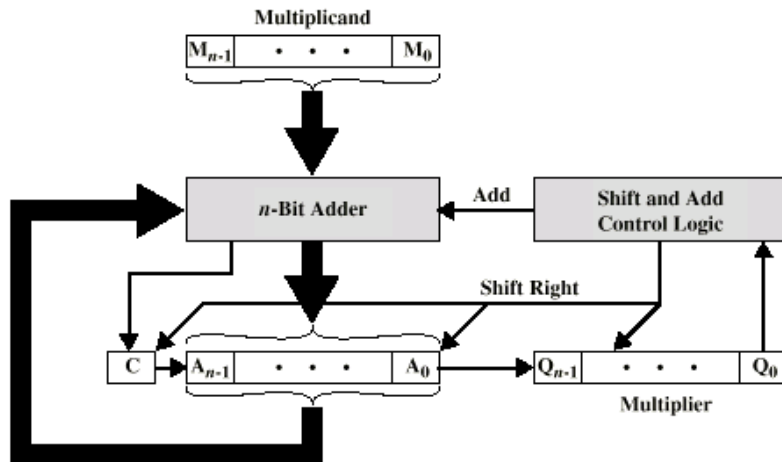 Multiplicand
Mn-1 • • • M0
n-Bit Adder
Add
Shift and Add
Control Logic
Shift Right
C
An-1 • • • A0
Qn-1 • • • Q0
Multiplier